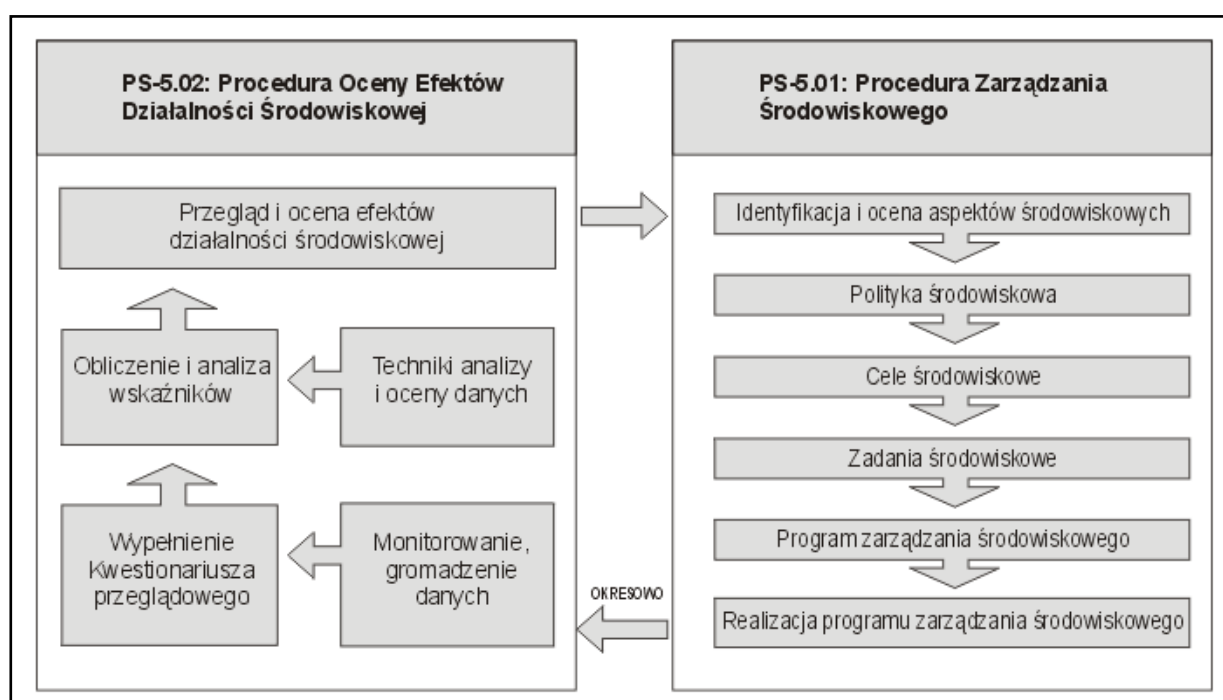 PS-5.02: Procedura Oceny Efektów
Działalności Środowiskowej
Przegląd i ocena efektów
działalności środowiskowej
Obliczenie i analiza
wskaźników
Techniki analizy
i oceny danych
Wypełnienie
Kwestionariusza
przeglądowego
Monitorowanie,
gromadzenie
danych
OKRESOWO
PS-5.01: Procedura Zarządzania
Środowiskowego
Identyfikacja i ocena aspektów środowiskowych
Polityka środowiskowa
Cele środowiskowe
Zadania środowiskowe
Program zarządzania środowiskowego
Realizacja programu zarządzania środowiskowego